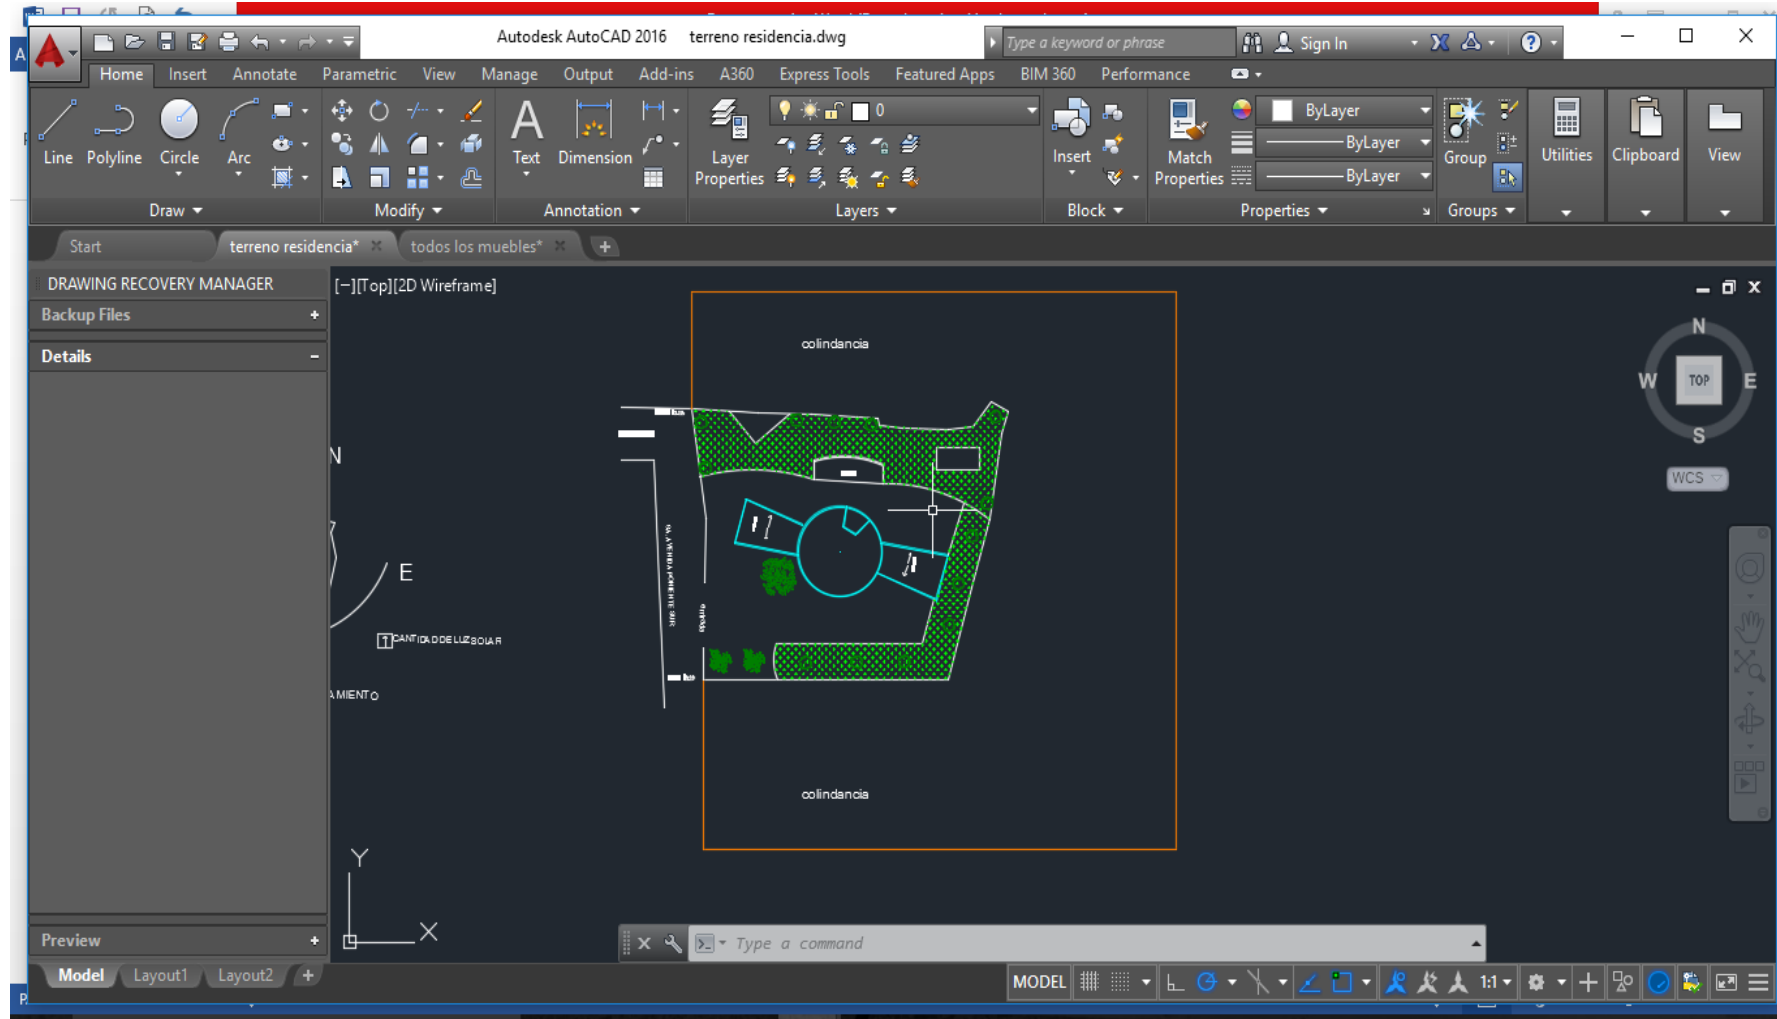 Autodesk AutoCAD 2016 terreno residencia.dwg
Type a keyword or phrase
Sign In
Home Insert Annotate Parametric View Manage Output Add-ins A360 Express Tools Featured Apps BIM 360 Performance
0
ByLayer
ByLayer
ByLayer
Line Polyline Circle Arc
Text Dimension
Layer Properties
Insert
Match Properties
Group
Utilities
Clipboard
View
Draw Modify Annotation Layers Block Properties Groups
Start terreno residencia* todos los muebles*
DRAWING RECOVERY MANAGER
Backup Files
Details
Preview
[−][Top][2D Wireframe]
colindancia
N
W TOP E
S
WCS
N
E
1 CANTIDAD DE LUZ SOLAR
AMIENTO
colindancia
Y
X
Type a command
Model Layout1 Layout2
MODEL 1:1